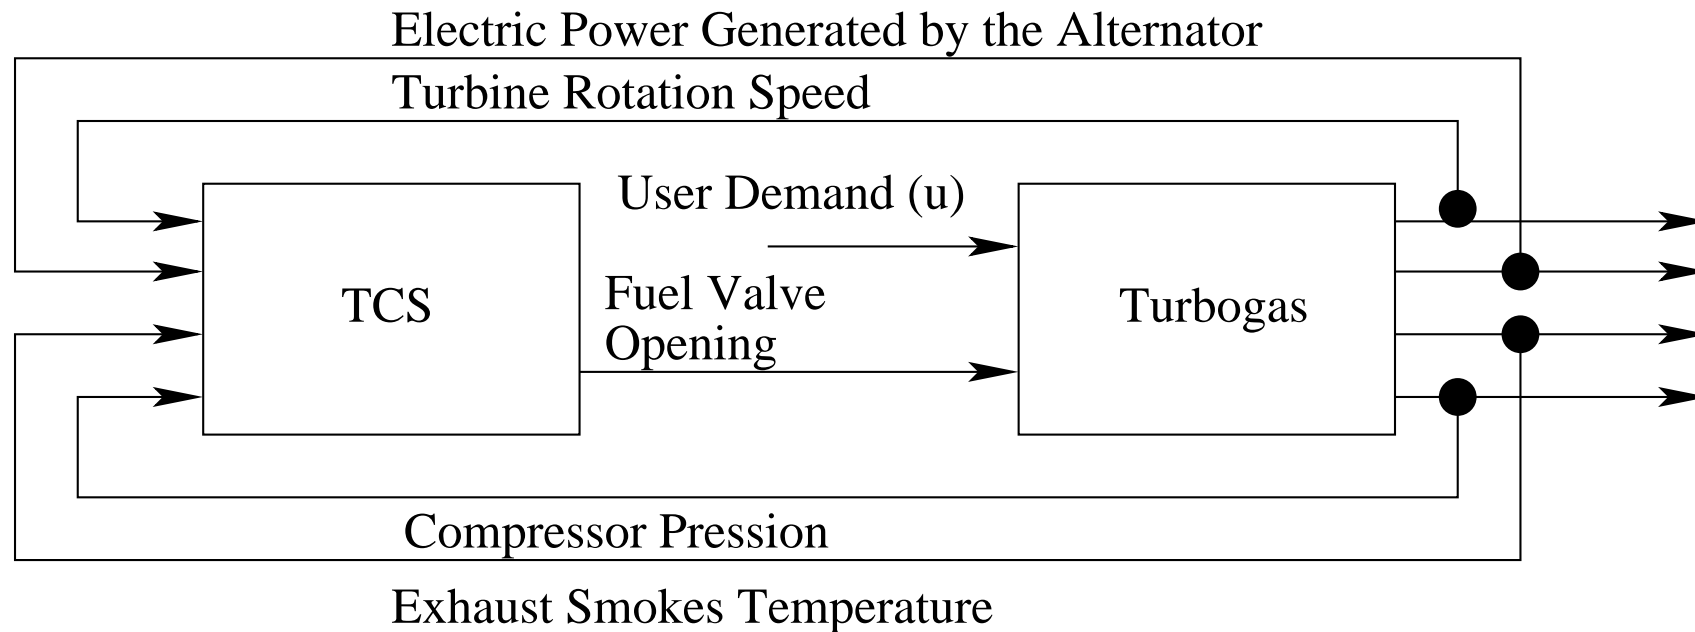 Electric Power Generated by the Alternator
Turbine Rotation Speed
User Demand (u)
TCS
Fuel Valve
Opening
Turbogas
Compressor Pression
Exhaust Smokes Temperature